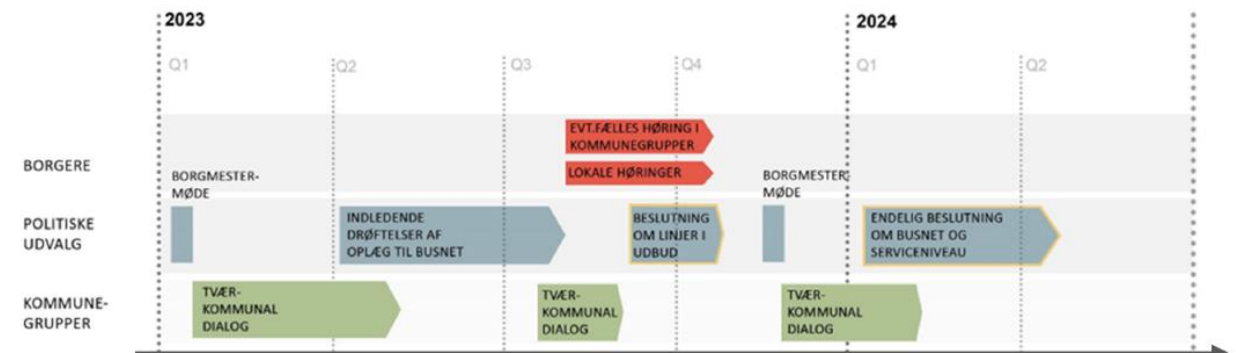 2023
2024
Q1
Q2
Q3
Q4
Q1
Q2
EVT.FÆLLES HØRING I
KOMMUNEGRUPPER
LOKALE HØRINGER
BORGERE
BORGMESTER-
MØDE
BORGMESTER-
MØDE
POLITISKE
UDVALG
INDLEDENDE
DRØFTELSER AF
OPLÆG TIL BUSNET
BESLUTNING
OM LINJER I
UDBUD
ENDELIG BESLUTNING
OM BUSNET OG
SERVICENIVEAU
KOMMUNE-
GRUPPER
TVÆR-
KOMMUNAL
DIALOG
TVÆR-
KOMMUNAL
DIALOG
TVÆR-
KOMMUNAL
DIALOG